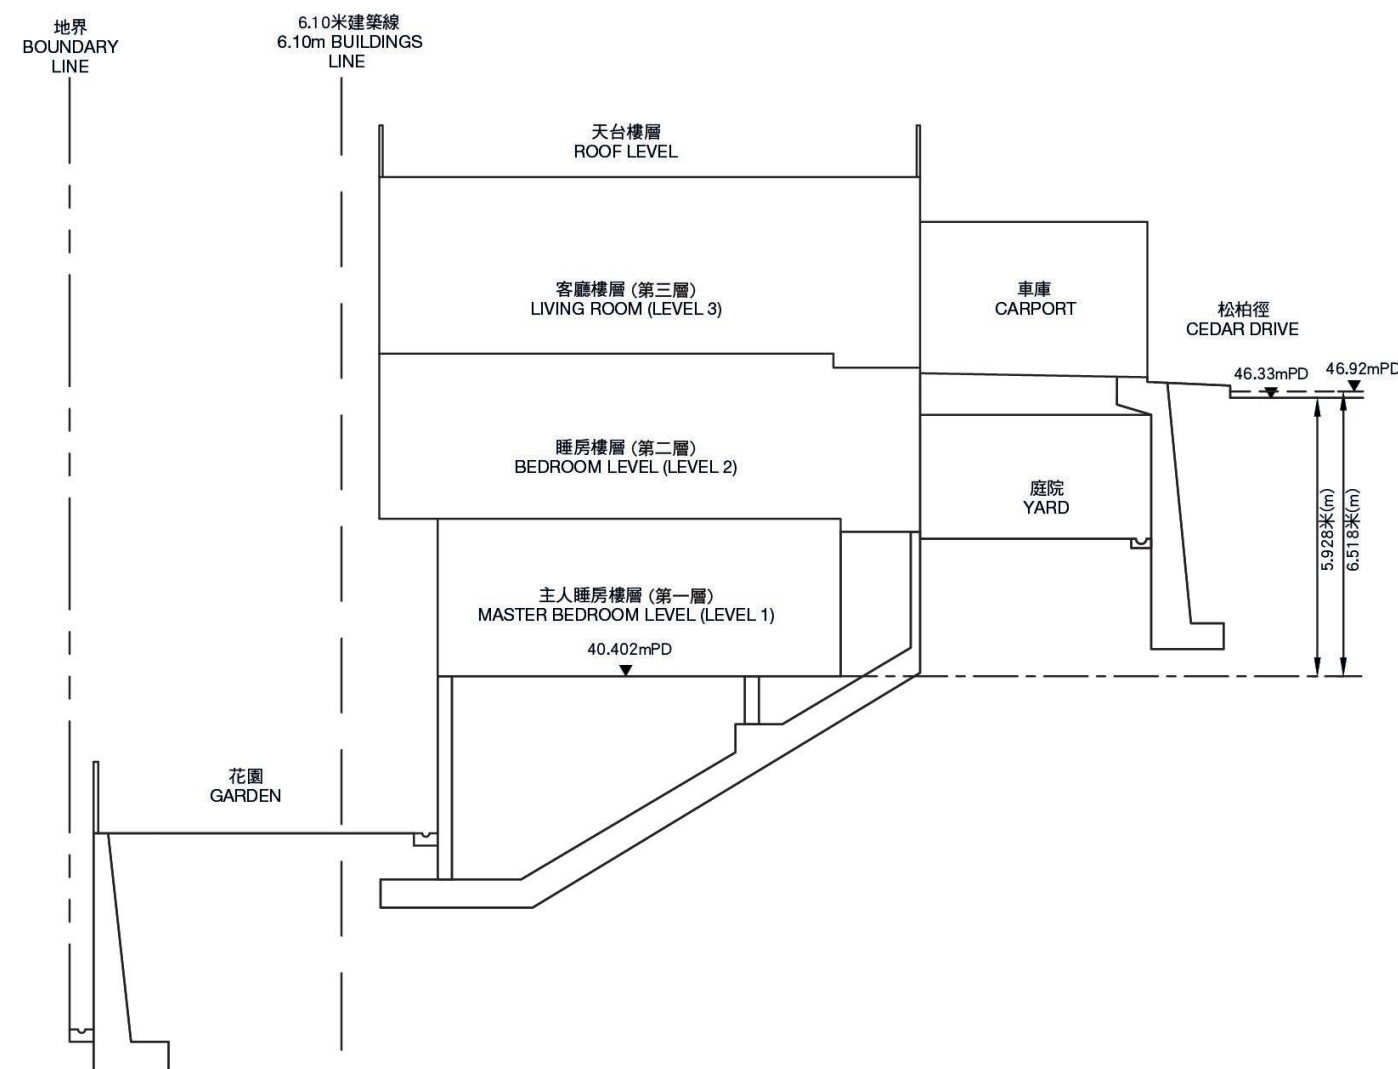 地界
BOUNDARY
LINE
6.10米建築線
6.10m BUILDINGS
LINE
天台樓層
ROOF LEVEL
客廳樓層 (第三層)
LIVING ROOM (LEVEL 3)
車庫
CARPORT
松柏徑
CEDAR DRIVE
46.33mPD
46.92mPD
睡房樓層 (第二層)
BEDROOM LEVEL (LEVEL 2)
庭院
YARD
5.928米(m)
6.518米(m)
主人睡房樓層 (第一層)
MASTER BEDROOM LEVEL (LEVEL 1)
40.402mPD
花園
GARDEN